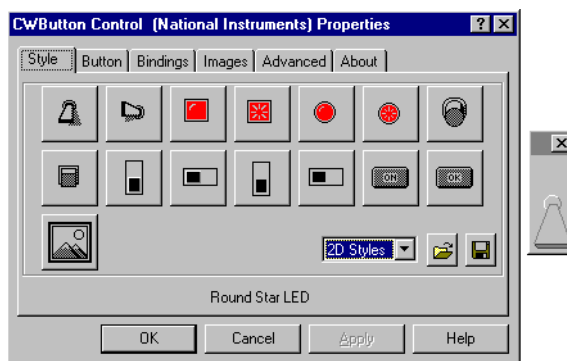 CWButton Control (National Instruments) Properties
Style Button Bindings Images Advanced About
ON OK
2D Styles
Round Star LED
OK Cancel Apply Help